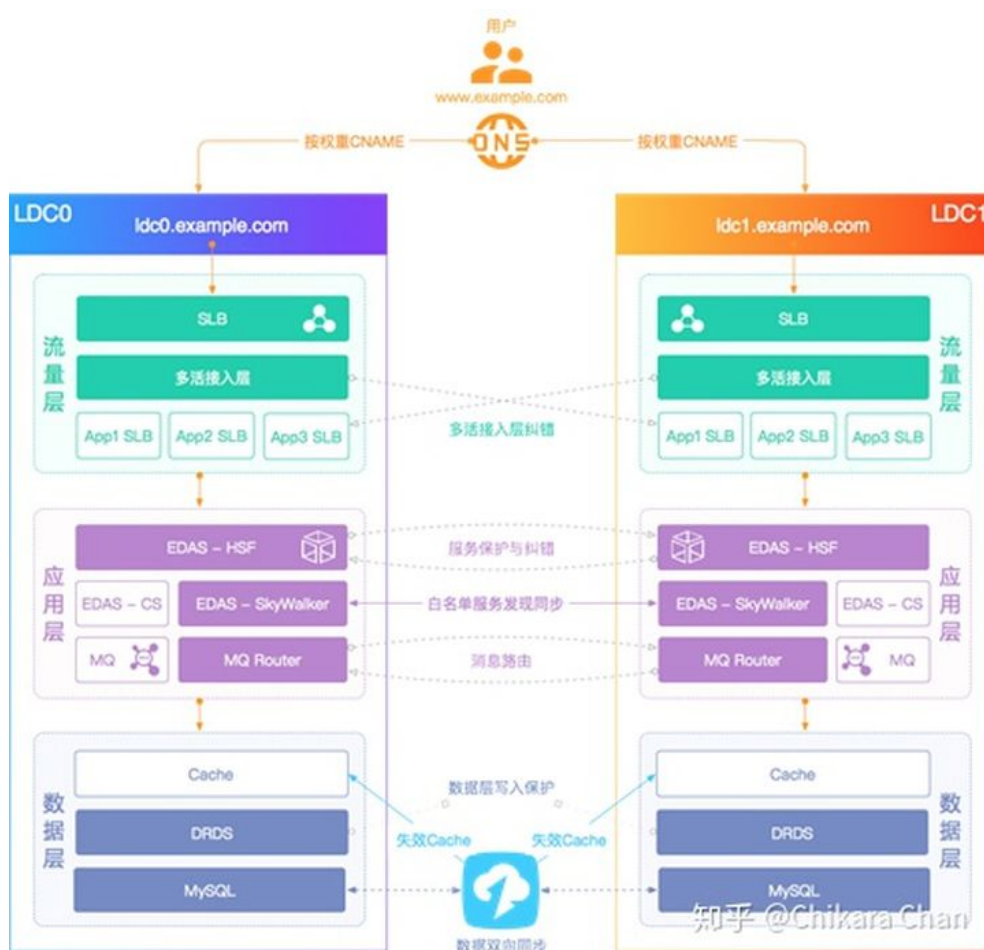 用户
www.example.com
按权重CNAME
DNS
按权重CNAME
LDC0
ldc0.example.com
ldc1.example.com
LDC1
流量层
SLB
多活接入层
App1 SLB
App2 SLB
App3 SLB
多活接入层纠错
SLB
多活接入层
App1 SLB
App2 SLB
App3 SLB
流量层
应用层
EDAS - HSF
EDAS - CS
EDAS - SkyWalker
MQ
MQ Router
服务保护与纠错
白名单服务发现同步
消息路由
EDAS - HSF
EDAS - SkyWalker
EDAS - CS
MQ Router
MQ
应用层
数据层
Cache
DRDS
MySQL
数据层写入保护
失效Cache
失效Cache
数据双向同步
Cache
DRDS
MySQL
数据层
知乎 @Chikara Chan